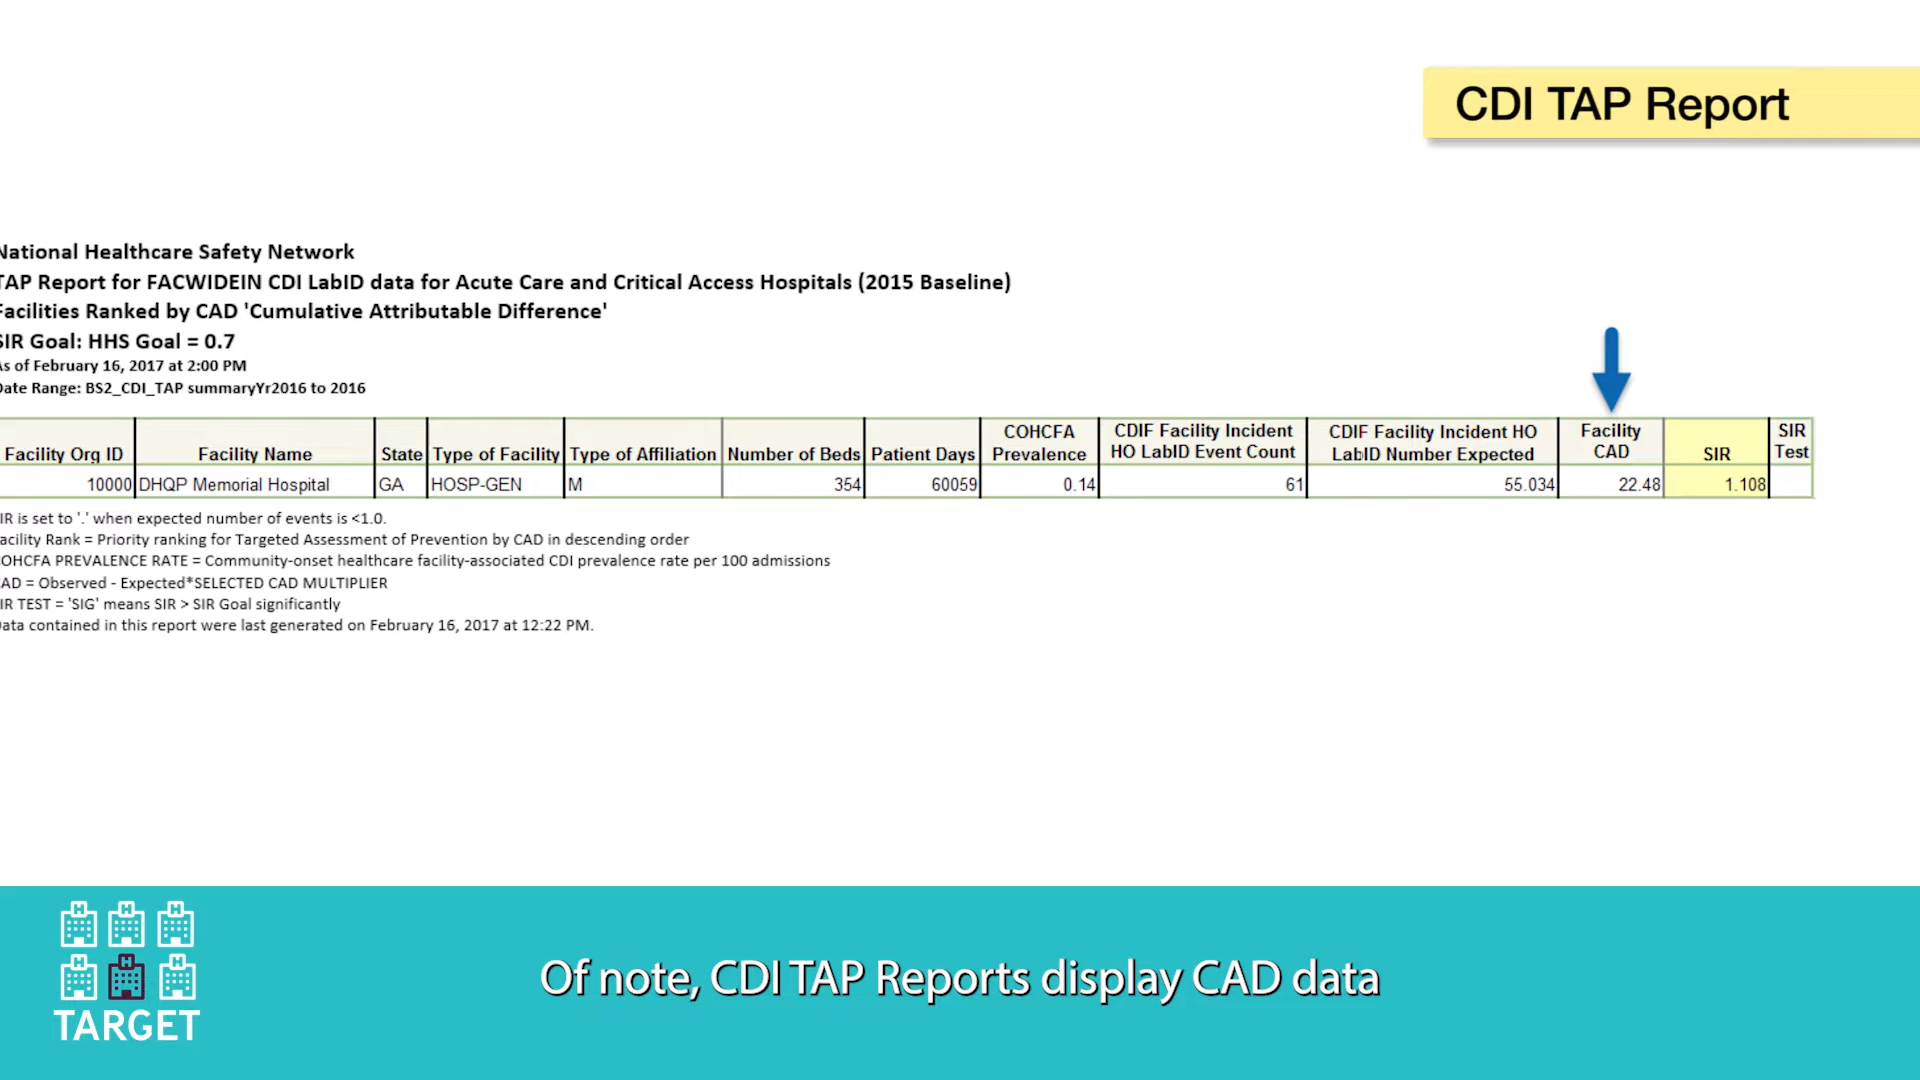 CDI TAP Report
National Healthcare Safety Network
TAP Report for FACWIDEIN CDI LabID data for Acute Care and Critical Access Hospitals (2015 Baseline)
Facilities Ranked by CAD 'Cumulative Attributable Difference'
SIR Goal: HHS Goal = 0.7
As of February 16, 2017 at 2:00 PM
Date Range: BS2_CDI_TAP summaryYr2016 to 2016
Facility Org ID Facility Name State Type of Facility Type of Affiliation Number of Beds Patient Days COHCFA Prevalence CDIF Facility Incident HO LabID Event Count CDIF Facility Incident HO LabID Number Expected Facility CAD SIR SIR Test
10000 DHQP Memorial Hospital GA HOSP-GEN M 354 60059 0.14 61 55.034 22.48 1.108
IR is set to '.' when expected number of events is <1.0.
acility Rank = Priority ranking for Targeted Assessment of Prevention by CAD in descending order
OHCFA PREVALENCE RATE = Community-onset healthcare facility-associated CDI prevalence rate per 100 admissions
AD = Observed - Expected*SELECTED CAD MULTIPLIER
IR TEST = 'SIG' means SIR > SIR Goal significantly
ata contained in this report were last generated on February 16, 2017 at 12:22 PM.
Of note, CDI TAP Reports display CAD data
TARGET